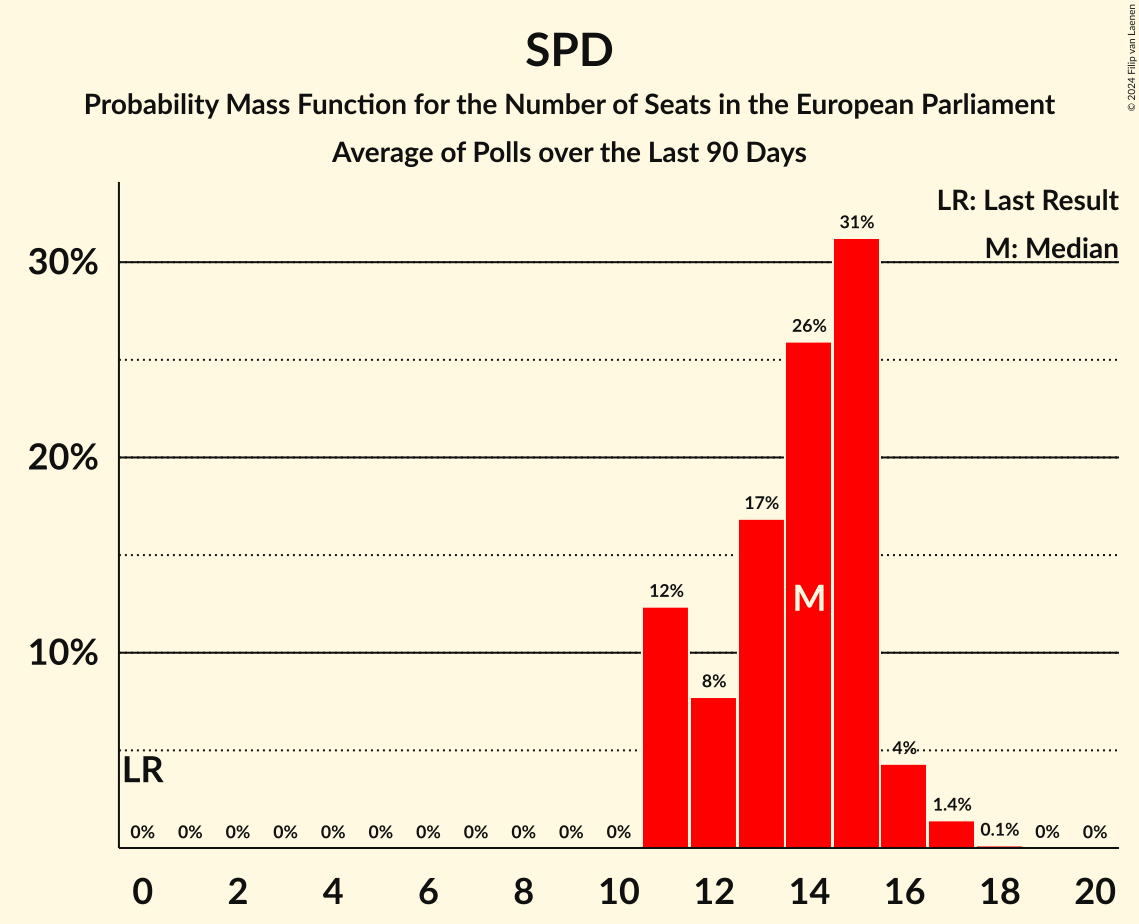 SPD
Probability Mass Function for the Number of Seats in the European Parliament
Average of Polls over the Last 90 Days
© 2024 Filip van Laenen
LR: Last Result
M: Median
30%
20%
10%
31%
26%
17%
12%
8%
4%
1.4%
0.1%
M
LR
0% 0% 0% 0% 0% 0% 0% 0% 0% 0% 0% 0% 0%
0 2 4 6 8 10 12 14 16 18 20